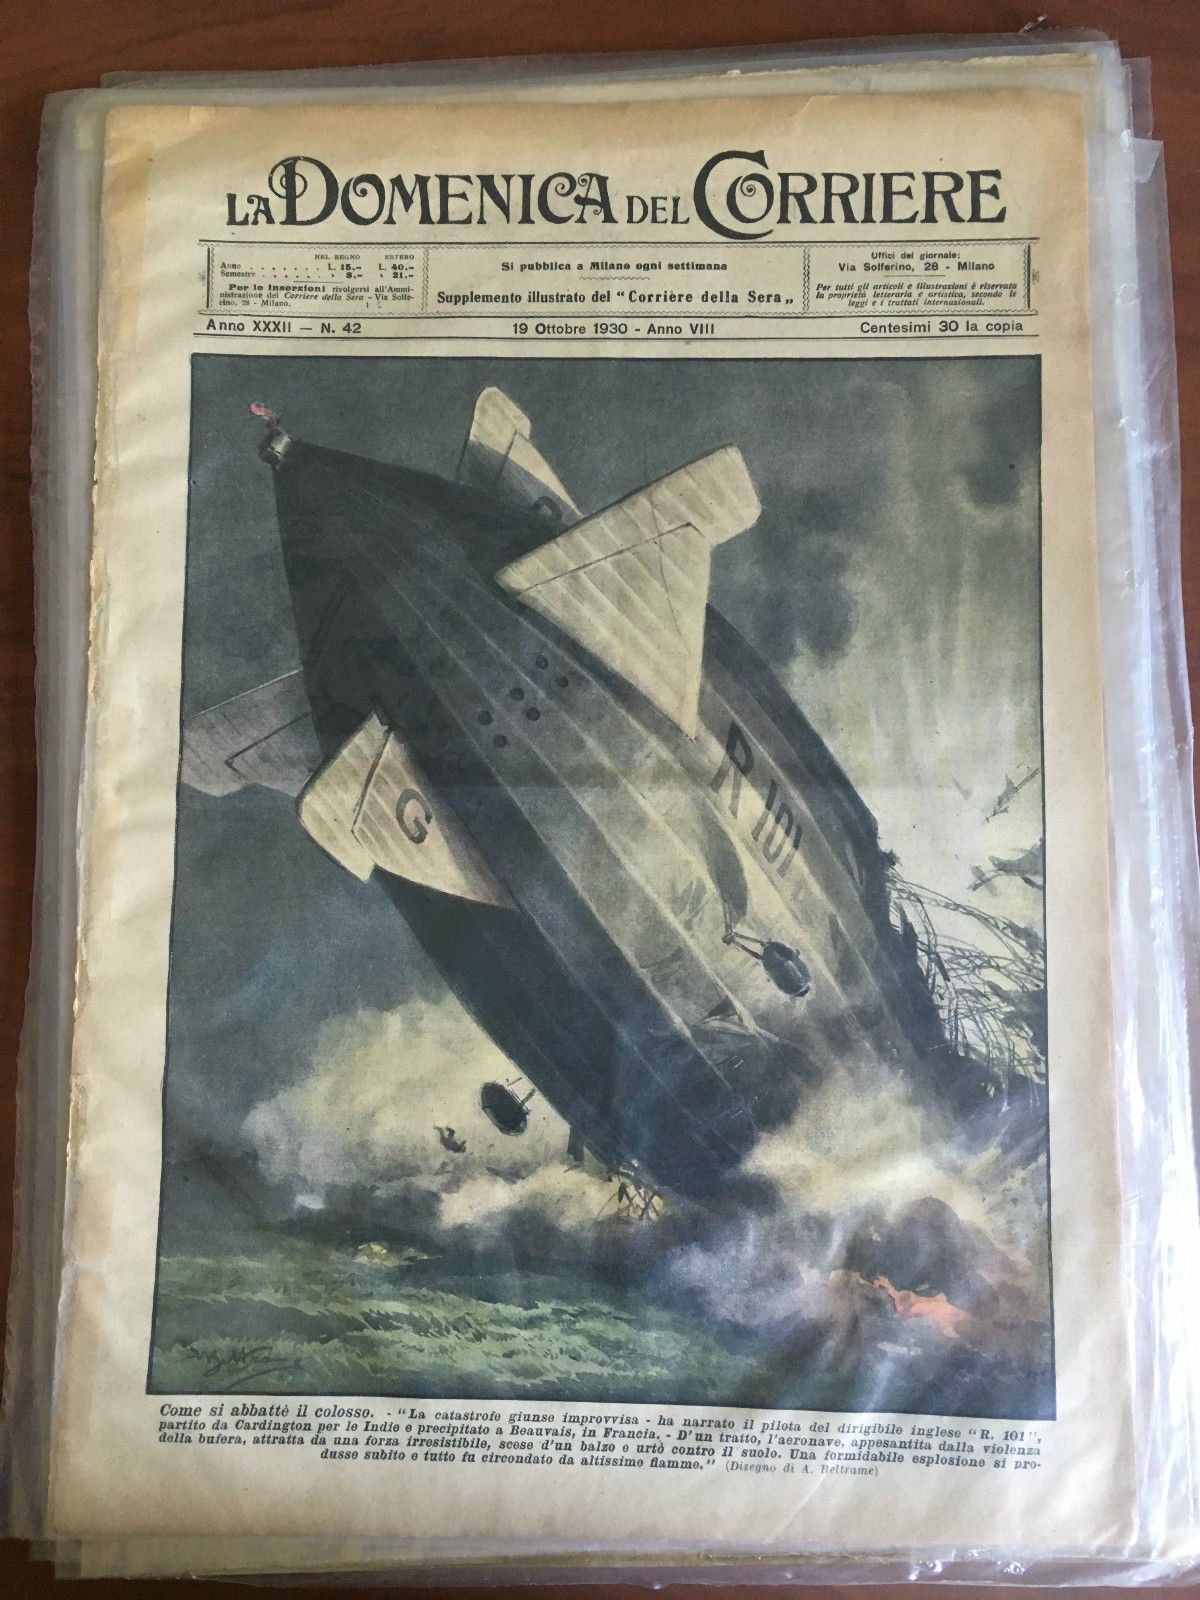 LA DOMENICA DEL CORRIERE
NEL REGNO ESTERO
Anno . . . . . . . L. 15,- L. 40,-
Semestre . . . . . . > 8,- > 21,-
Per le inserzioni rivolgersi all'Ammi-
nistrazione del Corriere della Sera - Via Solfe-
rino, 28 - Milano.
Si pubblica a Milano ogni settimana
Supplemento illustrato del "Corrière della Sera„
Uffici del giornale:
Via Solferino, 28 - Milano
Per tutti gli articoli e illustrazioni è riservata
la proprietà letteraria e artistica, secondo le
leggi e i trattati internazionali.
Anno XXXII — N. 42 19 Ottobre 1930 - Anno VIII Centesimi 30 la copia
G
R 101
Come si abbattè il colosso. - "La catastrofe giunse improvvisa - ha narrato il pilota del dirigibile inglese "R. 101",
partito da Cardington per le Indie e precipitato a Beauvais, in Francia. - D'un tratto, l'aeronave, appesantita dalla violenza
della bufera, attratta da una forza irresistibile, scese d'un balzo e urtò contro il suolo. Una formidabile esplosione si pro-
dusse subito e tutto fu circondato da altissime fiamme." (Disegno di A. Beltrame)